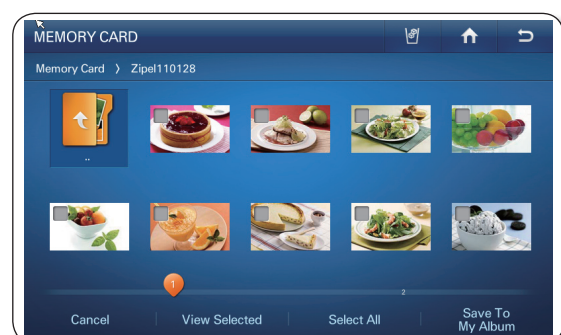 MEMORY CARD
Memory Card > Zipel110128
..
1
2
Cancel
View Selected
Select All
Save To
My Album